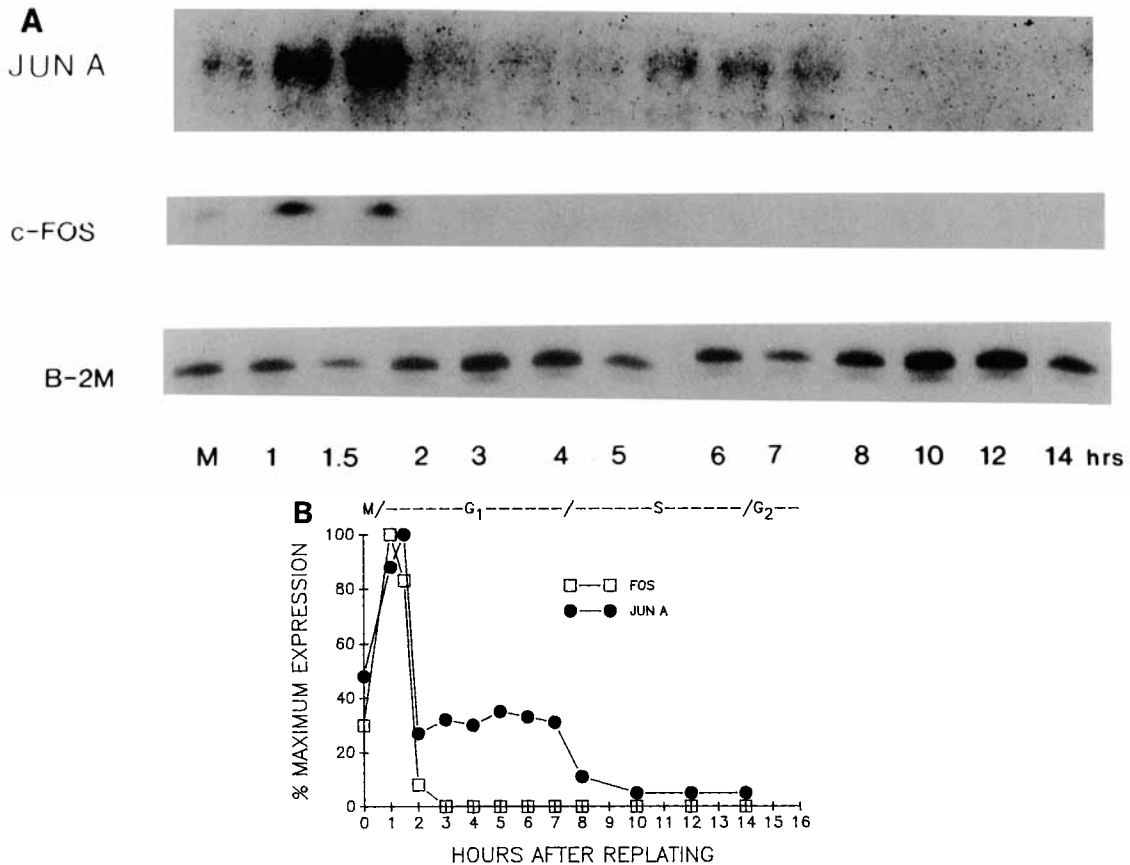 A
JUN A
c-FOS
B-2M
M 1 1.5 2 3 4 5 6 7 8 10 12 14 hrs
B
M/------G1------/------S------/G2--
100
80
60
40
20
0
% MAXIMUM EXPRESSION
FOS
JUN A
0 1 2 3 4 5 6 7 8 9 10 11 12 13 14 15 16
HOURS AFTER REPLATING